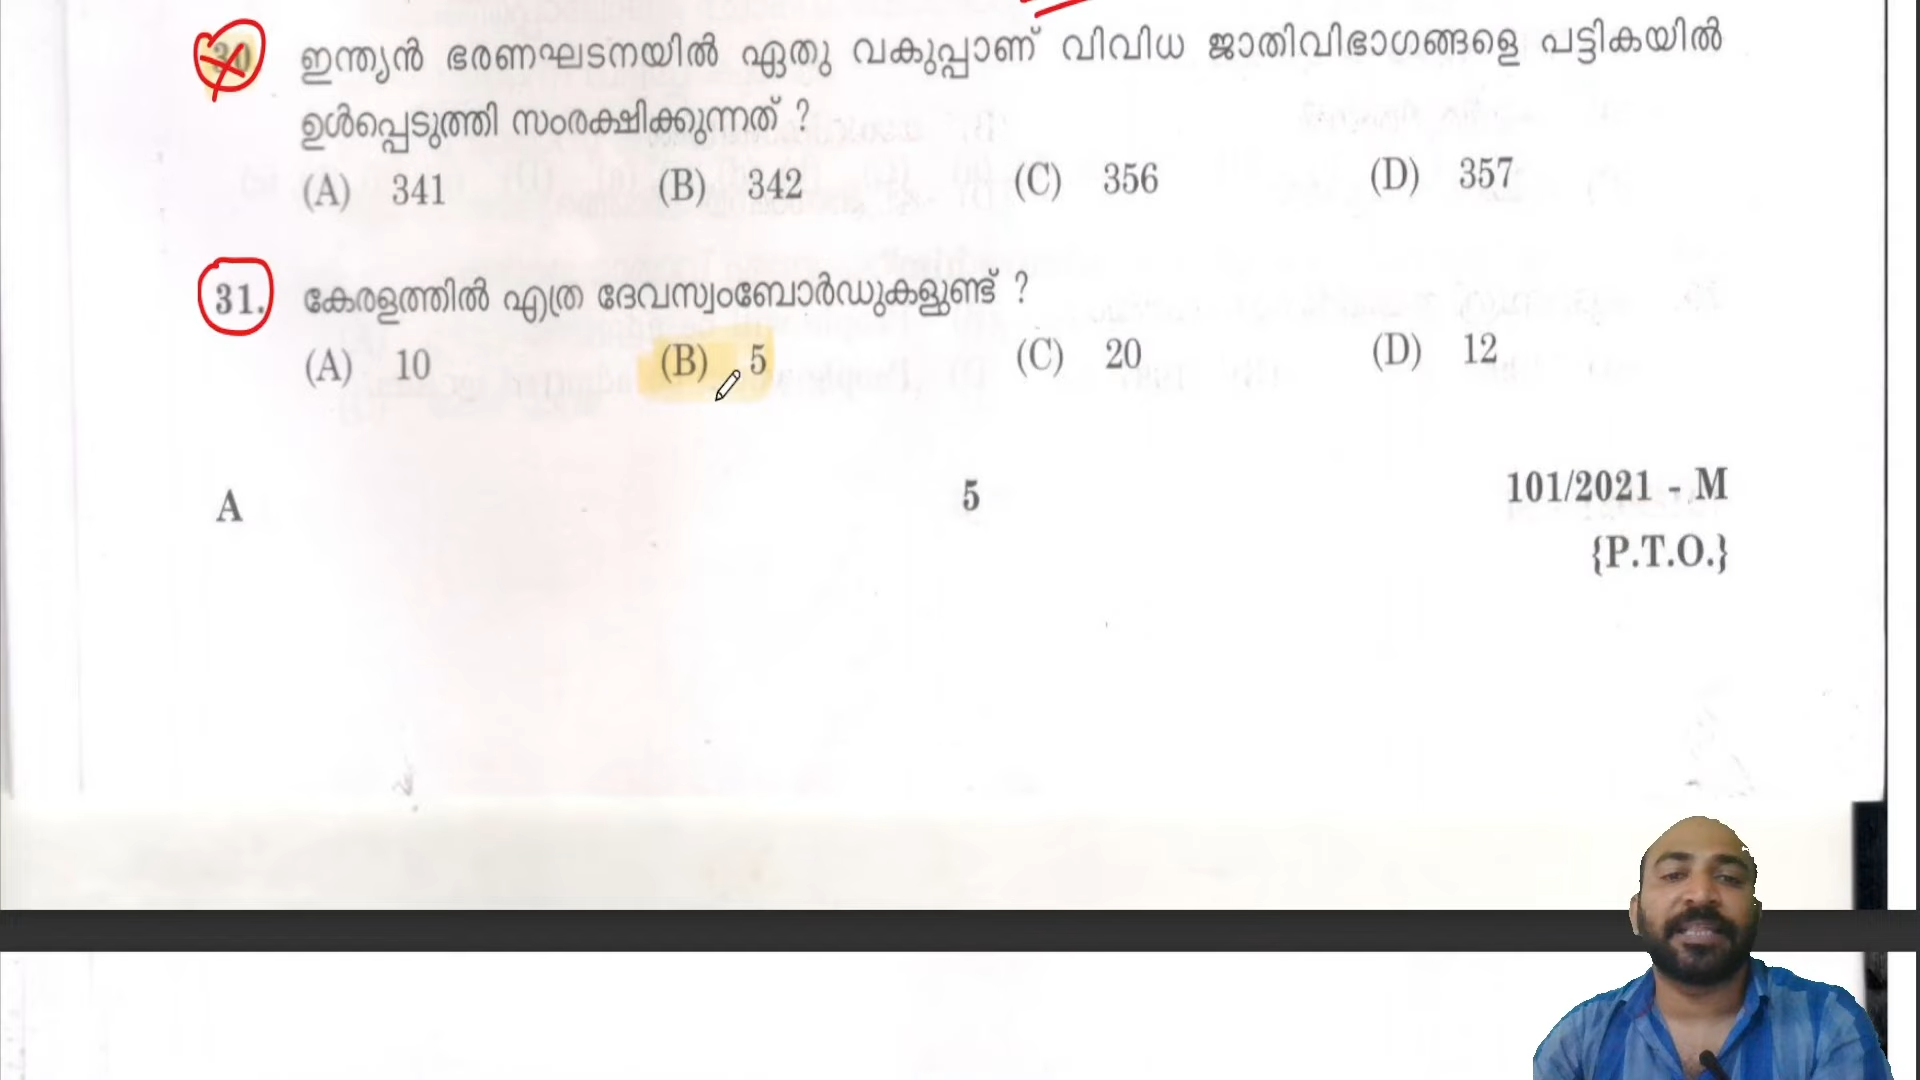 30 ഇന്ത്യൻ ഭരണഘടനയിൽ ഏതു വകുപ്പാണ് വിവിധ ജാതിവിഭാഗങ്ങളെ പട്ടികയിൽ
ഉൾപ്പെടുത്തി സംരക്ഷിക്കുന്നത് ?
(A) 341 (B) 342 (C) 356 (D) 357
31. കേരളത്തിൽ എത്ര ദേവസ്വംബോർഡുകളുണ്ട് ?
(A) 10 (B) 5 (C) 20 (D) 12
A 5 101/2021 - M
{P.T.O.}